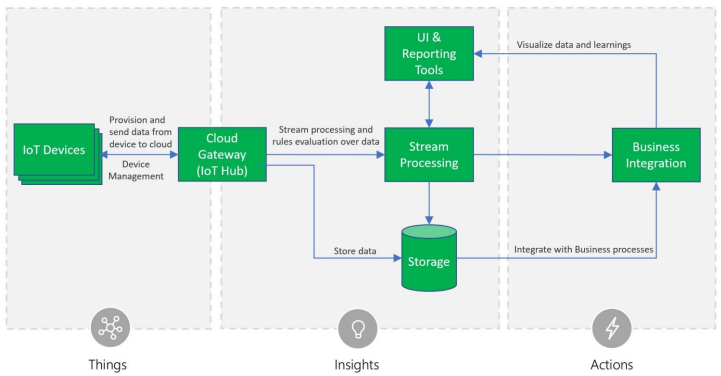 UI &
Reporting
Tools
Visualize data and learnings
Provision and
send data from
device to cloud
IoT Devices
Device
Management
Cloud
Gateway
(IoT Hub)
Stream processing and
rules evaluation over data
Stream
Processing
Business
Integration
Store data
Storage
Integrate with Business processes
Things
Insights
Actions